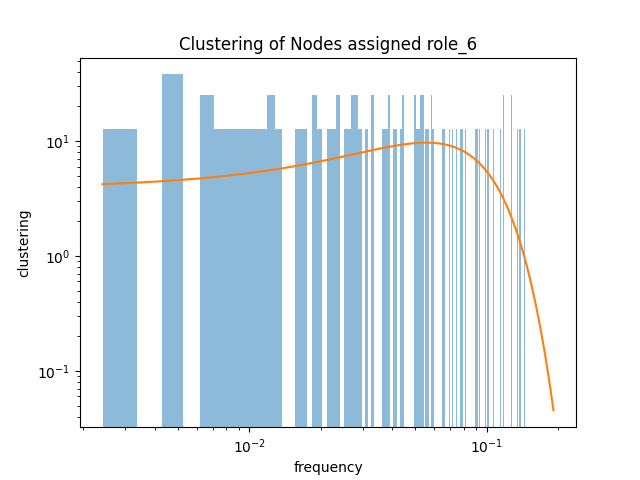 Clustering of Nodes assigned role_6
clustering
10¹
10⁰
10⁻¹
10⁻²
10⁻¹
frequency